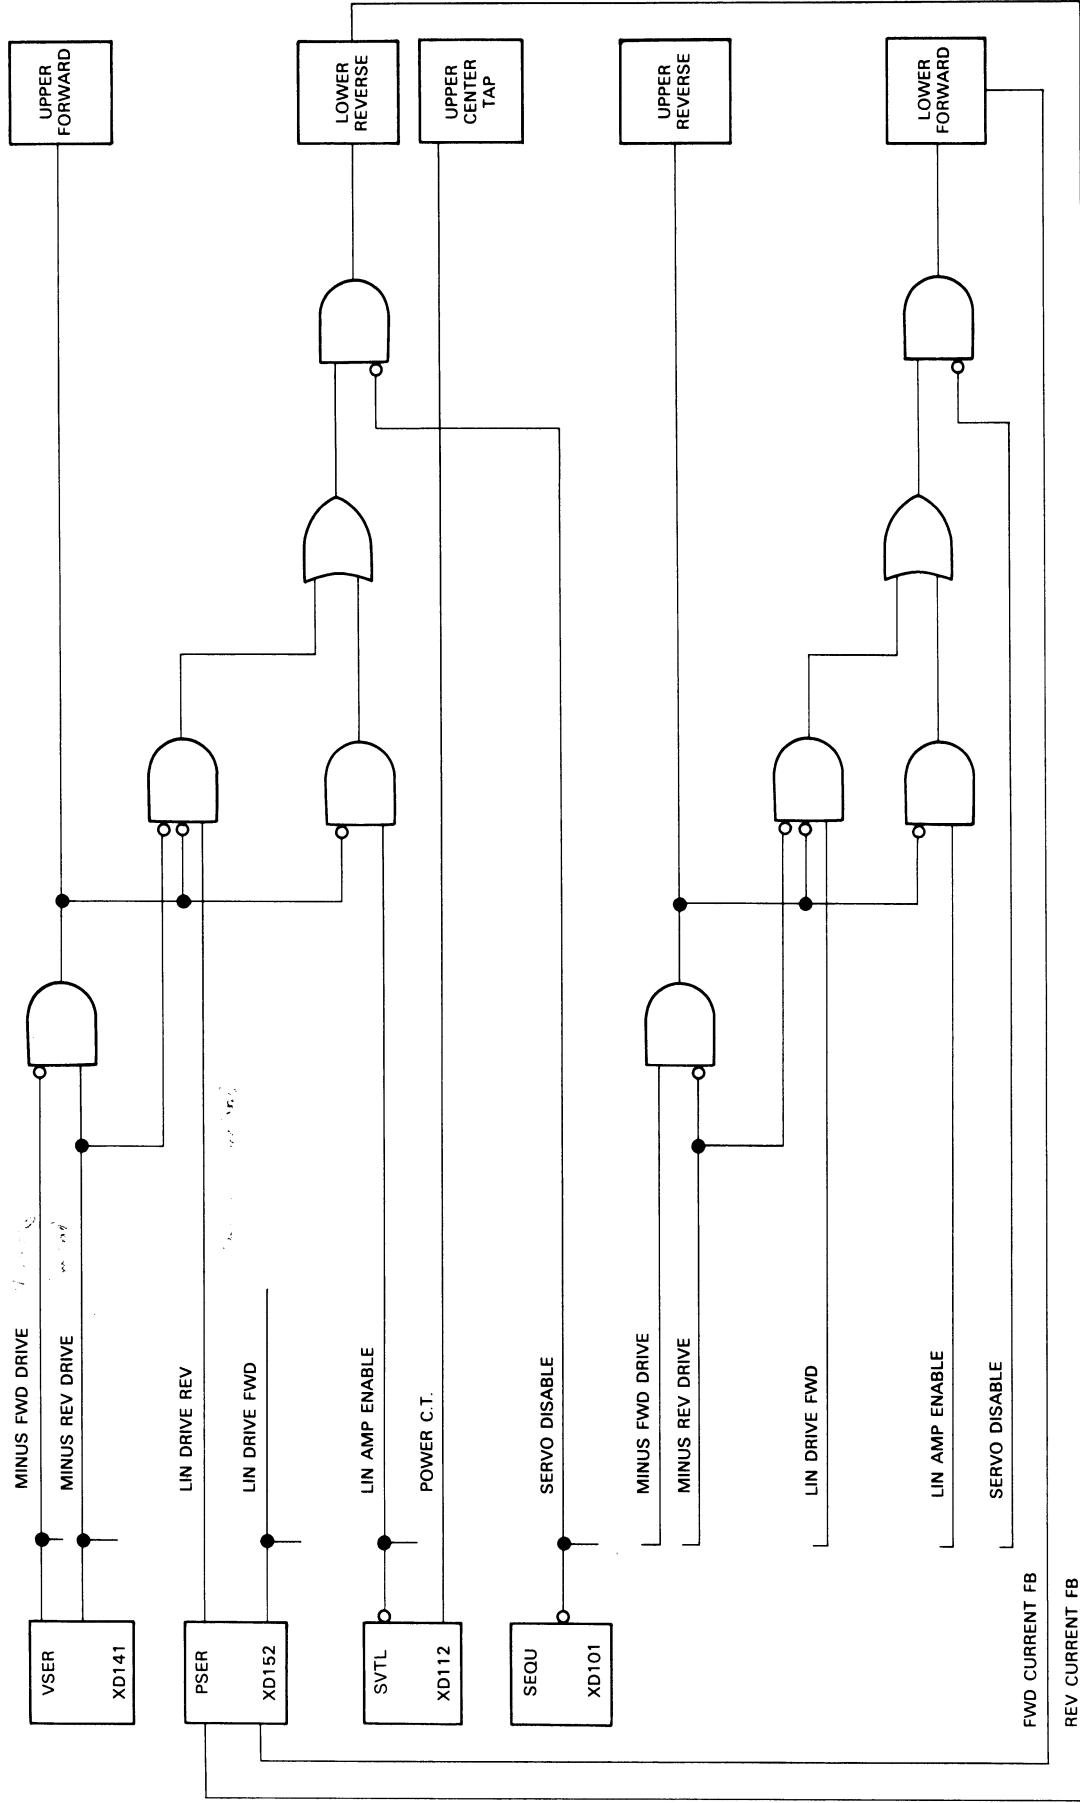 VSER
XD141
PSER
XD152
SVTL
XD112
SEQU
XD101
MINUS FWD DRIVE
MINUS REV DRIVE
LIN DRIVE REV
LIN DRIVE FWD
LIN AMP ENABLE
POWER C.T.
SERVO DISABLE
MINUS FWD DRIVE
MINUS REV DRIVE
LIN DRIVE FWD
LIN AMP ENABLE
SERVO DISABLE
FWD CURRENT FB
REV CURRENT FB
UPPER
FORWARD
LOWER
REVERSE
UPPER
CENTER
TAP
UPPER
REVERSE
LOWER
FORWARD